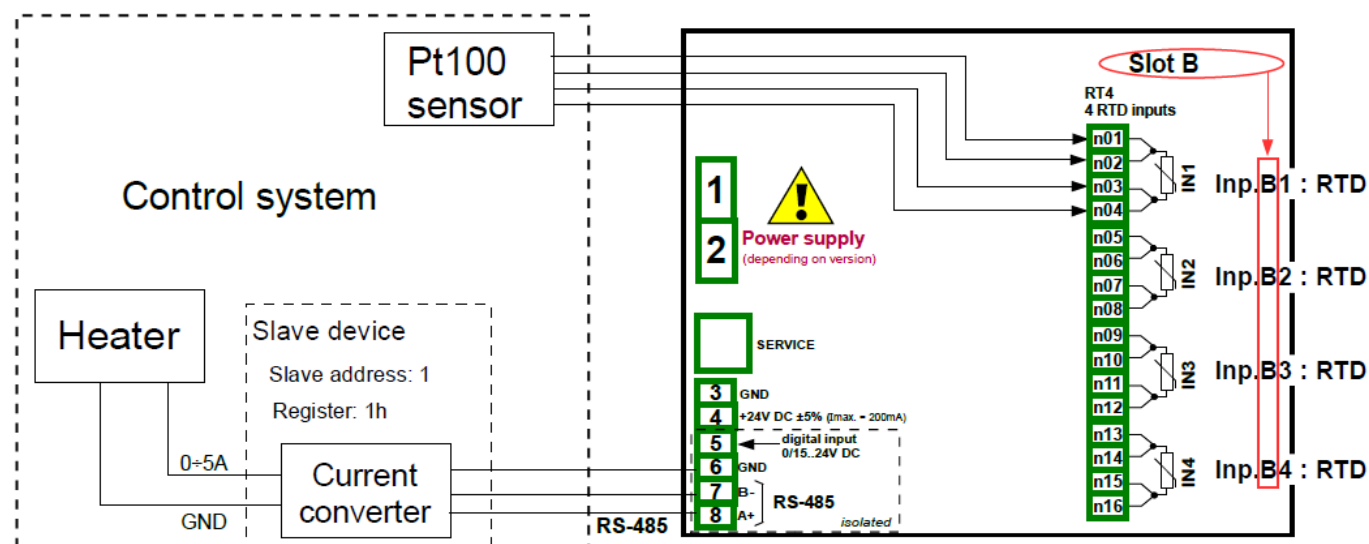 Control system
Pt100
sensor
Heater
Slave device
Slave address: 1
Register: 1h
0÷5A
GND
Current
converter
RS-485
1
2
Power supply
(depending on version)
SERVICE
3 GND
4 +24V DC ±5% (Imax. = 200mA)
5 digital input
0/15..24V DC
6 GND
7 B-
8 A+
RS-485
isolated
Slot B
RT4
4 RTD inputs
n01
n02
n03
n04
IN1
Inp.B1 : RTD
n05
n06
n07
n08
IN2
Inp.B2 : RTD
n09
n10
n11
n12
IN3
Inp.B3 : RTD
n13
n14
n15
n16
IN4
Inp.B4 : RTD